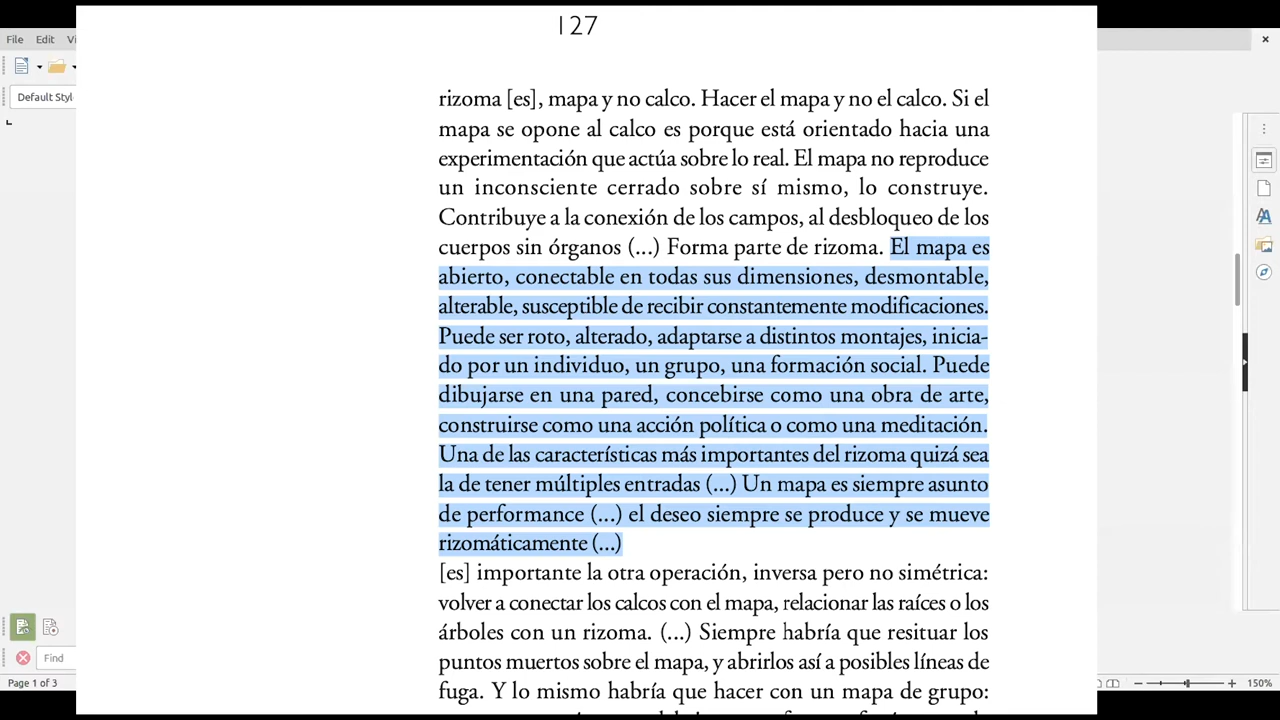 127
File Edit Vi
Default Styl
rizoma [es], mapa y no calco. Hacer el mapa y no el calco. Si el
mapa se opone al calco es porque está orientado hacia una
experimentación que actúa sobre lo real. El mapa no reproduce
un inconsciente cerrado sobre sí mismo, lo construye.
Contribuye a la conexión de los campos, al desbloqueo de los
cuerpos sin órganos (...) Forma parte de rizoma. El mapa es
abierto, conectable en todas sus dimensiones, desmontable,
alterable, susceptible de recibir constantemente modificaciones.
Puede ser roto, alterado, adaptarse a distintos montajes, inicia-
do por un individuo, un grupo, una formación social. Puede
dibujarse en una pared, concebirse como una obra de arte,
construirse como una acción política o como una meditación.
Una de las características más importantes del rizoma quizá sea
la de tener múltiples entradas (...) Un mapa es siempre asunto
de performance (...) el deseo siempre se produce y se mueve
rizomáticamente (...)
[es] importante la otra operación, inversa pero no simétrica:
volver a conectar los calcos con el mapa, relacionar las raíces o los
árboles con un rizoma. (...) Siempre habría que resituar los
puntos muertos sobre el mapa, y abrirlos así a posibles líneas de
fuga. Y lo mismo habría que hacer con un mapa de grupo:
Find
Page 1 of 3
150%